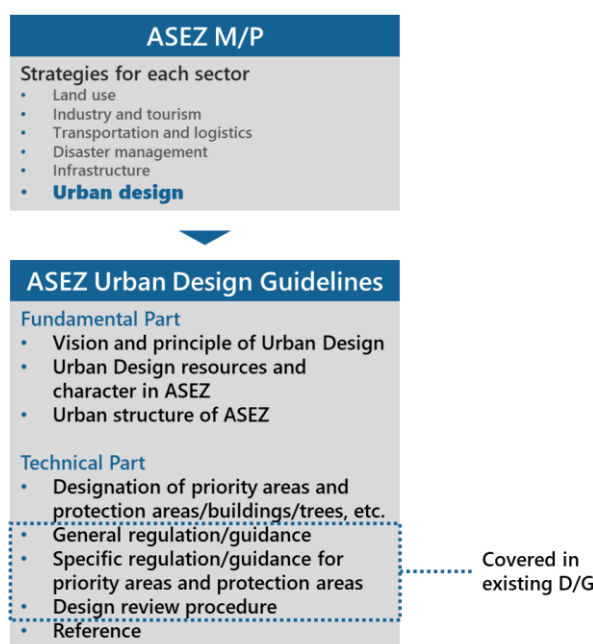 ASEZ M/P
Strategies for each sector
• Land use
• Industry and tourism
• Transportation and logistics
• Disaster management
• Infrastructure
• Urban design
ASEZ Urban Design Guidelines
Fundamental Part
• Vision and principle of Urban Design
• Urban Design resources and
character in ASEZ
• Urban structure of ASEZ
Technical Part
• Designation of priority areas and
protection areas/buildings/trees, etc.
• General regulation/guidance
• Specific regulation/guidance for
priority areas and protection areas
• Design review procedure
• Reference
Covered in
existing D/G